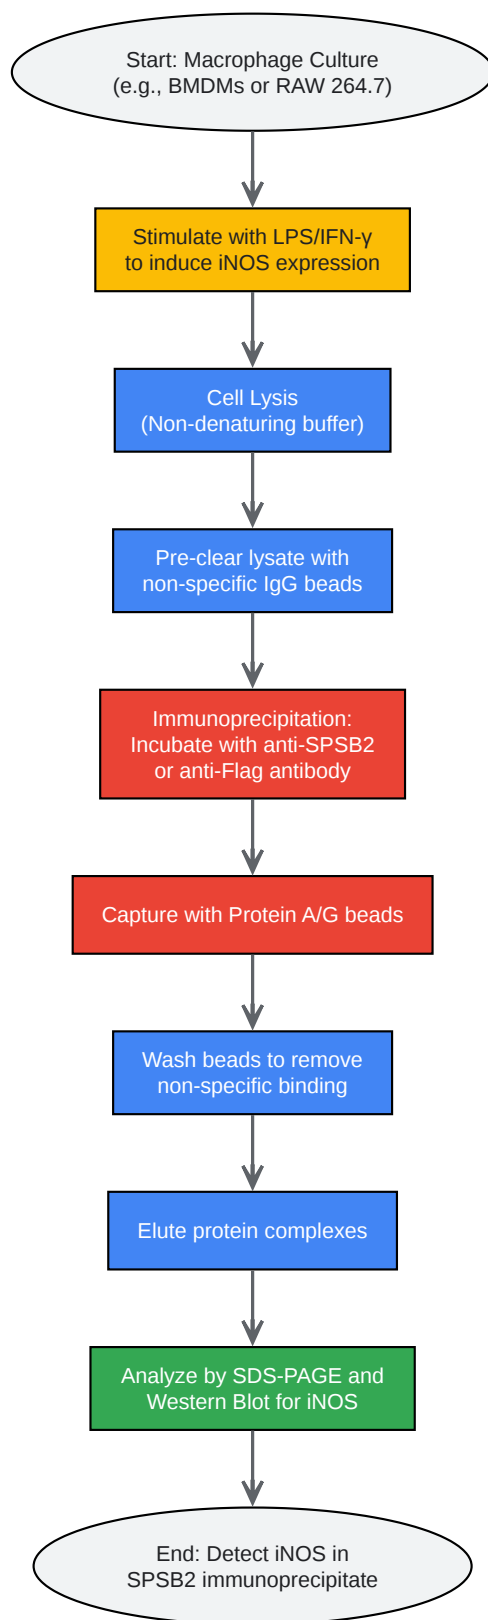 Start: Macrophage Culture
(e.g., BMDMs or RAW 264.7)
Stimulate with LPS/IFN-γ
to induce iNOS expression
Cell Lysis
(Non-denaturing buffer)
Pre-clear lysate with
non-specific IgG beads
Immunoprecipitation:
Incubate with anti-SPSB2
or anti-Flag antibody
Capture with Protein A/G beads
Wash beads to remove
non-specific binding
Elute protein complexes
Analyze by SDS-PAGE and
Western Blot for iNOS
End: Detect iNOS in
SPSB2 immunoprecipitate